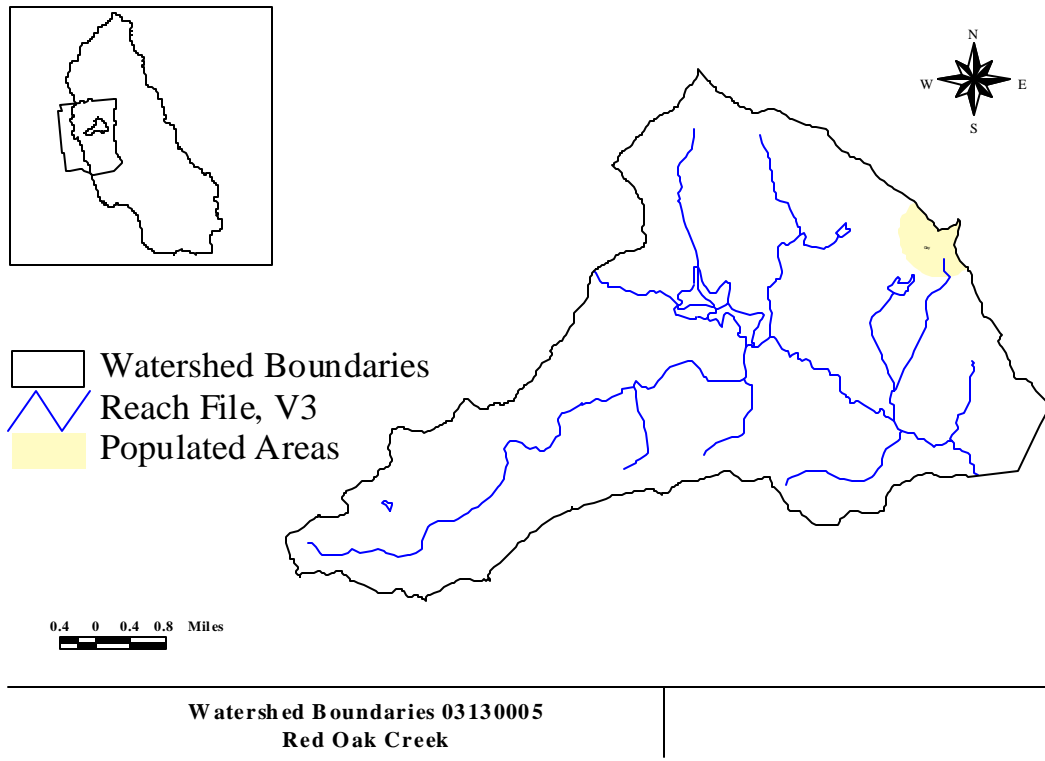 N
W E
S
Watershed Boundaries
Reach File, V3
Populated Areas
0.4 0 0.4 0.8 Miles
Watershed Boundaries 03130005
Red Oak Creek